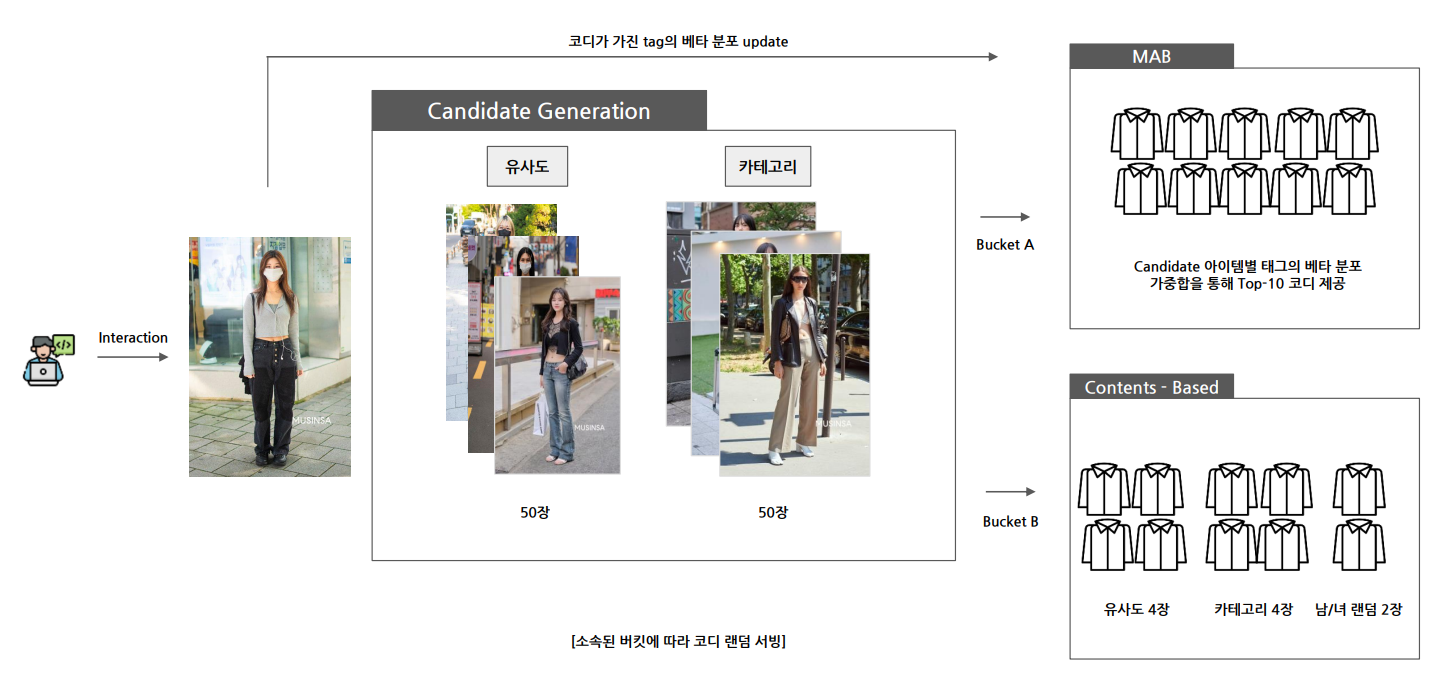 코디가 가진 tag의 베타 분포 update
MAB
Candidate Generation
유사도
카테고리
Bucket A
Candidate 아이템별 태그의 베타 분포
가중합을 통해 Top-10 코디 제공
Interaction
MUSINSA
MUSINSA
MUSINSA
50장
50장
Contents - Based
Bucket B
유사도 4장
카테고리 4장
남/녀 랜덤 2장
[소속된 버킷에 따라 코디 랜덤 서빙]